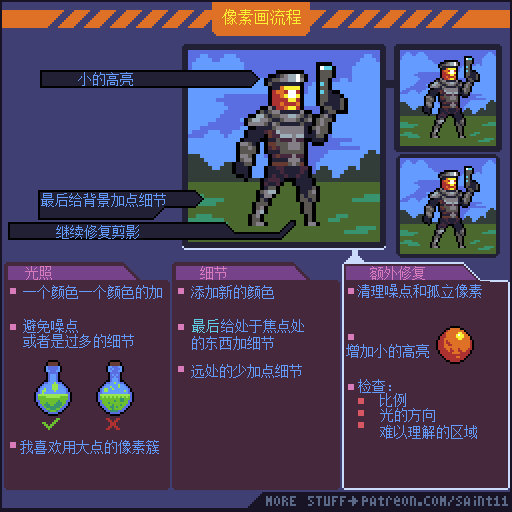 像素画流程
小的高亮
最后给背景加点细节
继续修复剪影
光照
一个颜色一个颜色的加
避免噪点
或者是过多的细节
我喜欢用大点的像素簇
细节
添加新的颜色
最后给处于焦点处
的东西加细节
远处的少加点细节
额外修复
清理噪点和孤立像素
增加小的高亮
检查:
比例
光的方向
难以理解的区域
MORE STUFF→PATREON.COM/SAINT11